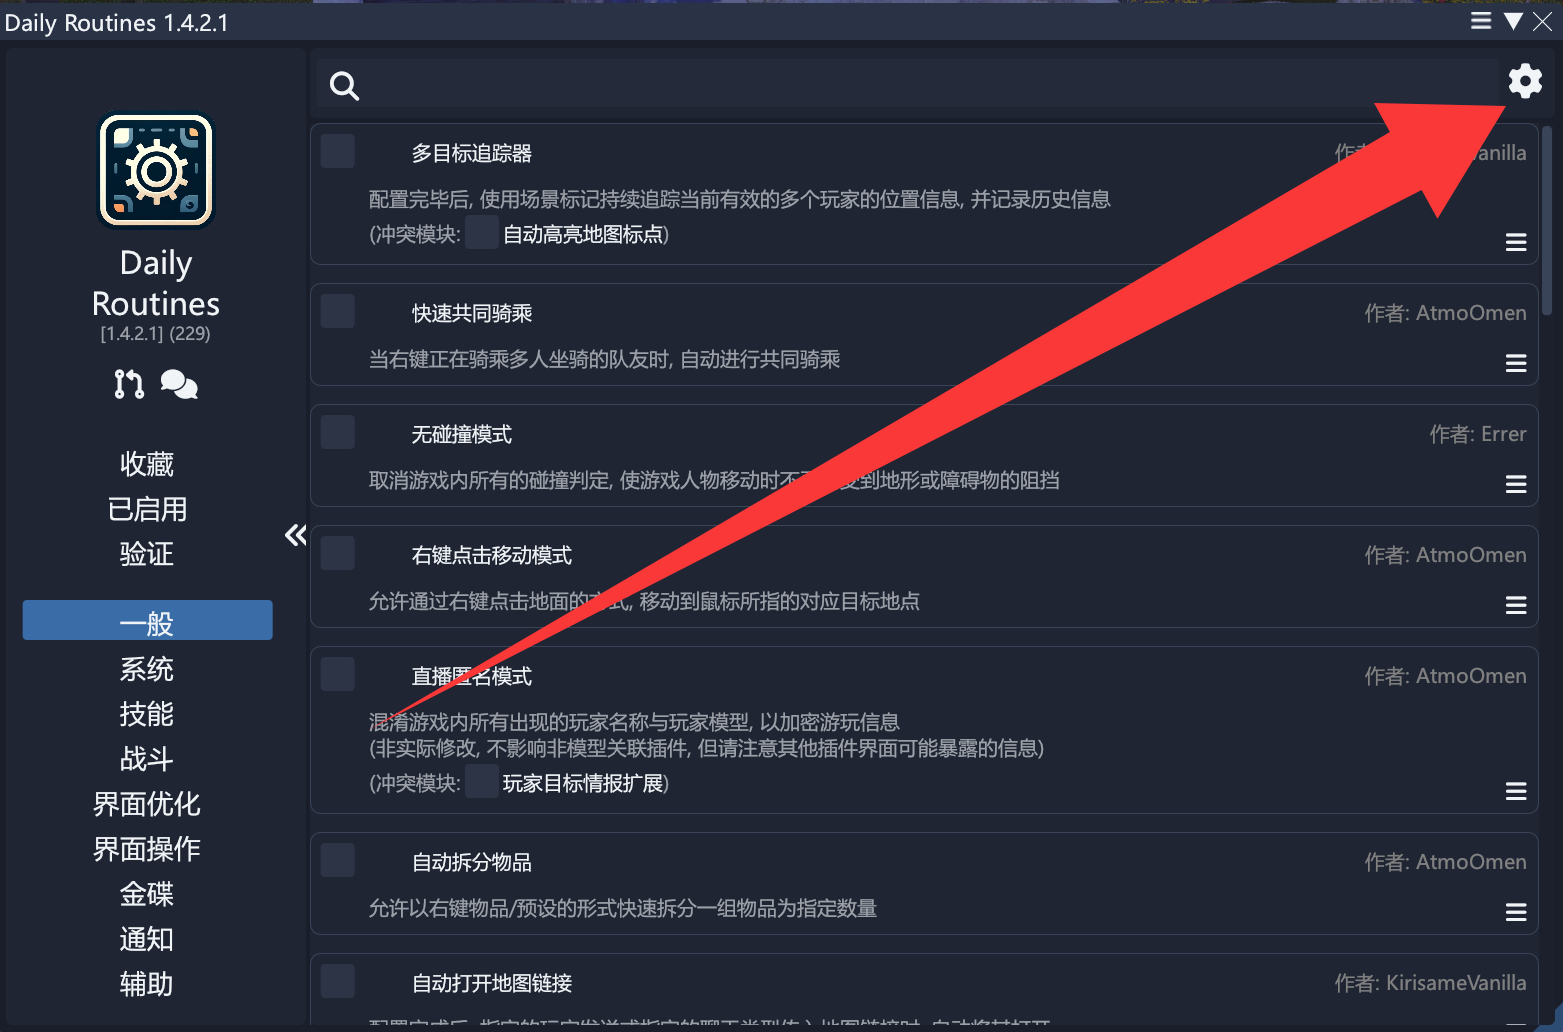 Daily Routines 1.4.2.1
Daily
Routines
[1.4.2.1] (229)
收藏
已启用
验证
一般
系统
技能
战斗
界面优化
界面操作
金碟
通知
辅助
多目标追踪器
anilla
配置完毕后, 使用场景标记持续追踪当前有效的多个玩家的位置信息, 并记录历史信息
(冲突模块: 自动高亮地图标点)
快速共同骑乘
作者: AtmoOmen
当右键正在骑乘多人坐骑的队友时, 自动进行共同骑乘
无碰撞模式
作者: Errer
取消游戏内所有的碰撞判定, 使游戏人物移动时不 受到地形或障碍物的阻挡
右键点击移动模式
作者: AtmoOmen
允许通过右键点击地面的方式, 移动到鼠标所指的对应目标地点
直播匿名模式
作者: AtmoOmen
混淆游戏内所有出现的玩家名称与玩家模型, 以加密游玩信息
(非实际修改, 不影响非模型关联插件, 但请注意其他插件界面可能暴露的信息)
(冲突模块: 玩家目标情报扩展)
自动拆分物品
作者: AtmoOmen
允许以右键物品/预设的形式快速拆分一组物品为指定数量
自动打开地图链接
作者: KirisameVanilla